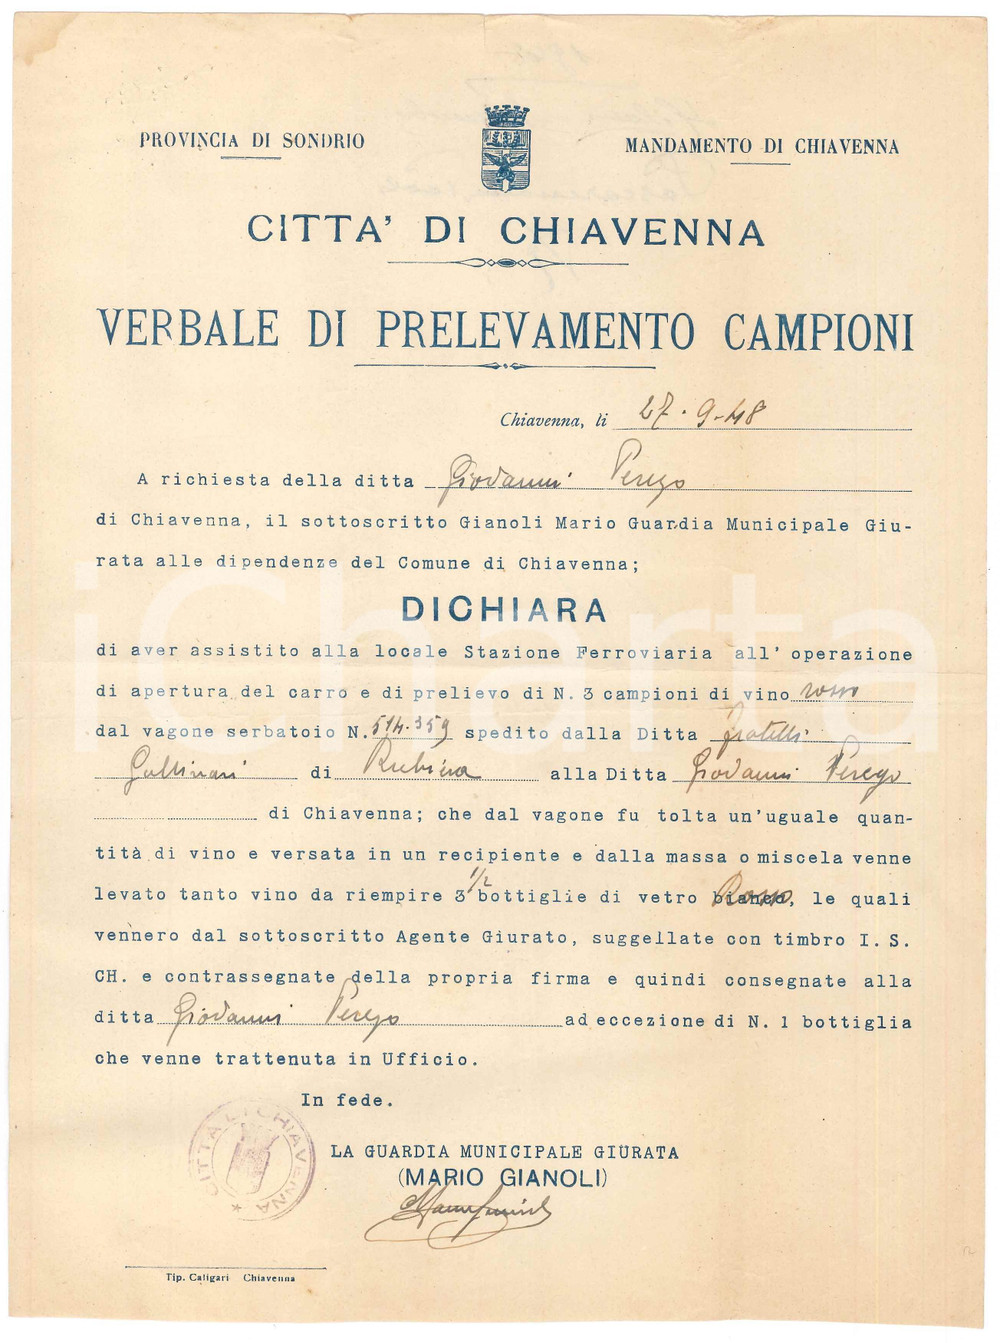 PROVINCIA DI SONDRIO
MANDAMENTO DI CHIAVENNA
CITTA' DI CHIAVENNA
VERBALE DI PRELEVAMENTO CAMPIONI
Chiavenna, li 27.9-48
A richiesta della ditta Giovanni Perego
di Chiavenna, il sottoscritto Gianoli Mario Guardia Municipale Giu-
rata alle dipendenze del Comune di Chiavenna;
DICHIARA
di aver assistito alla locale Stazione Ferroviaria all' operazione
di apertura del carro e di prelievo di N. 3 campioni di vino rosso
dal vagone serbatoio N. 514.359 spedito dalla Ditta fratelli
Gallinari di Rubiera alla Ditta Giovanni Perego
di Chiavenna; che dal vagone fu tolta un'uguale quan-
tità di vino e versata in un recipiente e dalla massa o miscela venne
levato tanto vino da riempire 3 1/2 bottiglie di vetro bianco Rosso, le quali
vennero dal sottoscritto Agente Giurato, suggellate con timbro I. S.
CH. e contrassegnate della propria firma e quindi consegnate alla
ditta Giovanni Perego ad eccezione di N. 1 bottiglia
che venne trattenuta in Ufficio.
In fede.
CITTÀ DI CHIAVENNA
LA GUARDIA MUNICIPALE GIURATA
(MARIO GIANOLI)
Tip. Caligari Chiavenna
iCharta